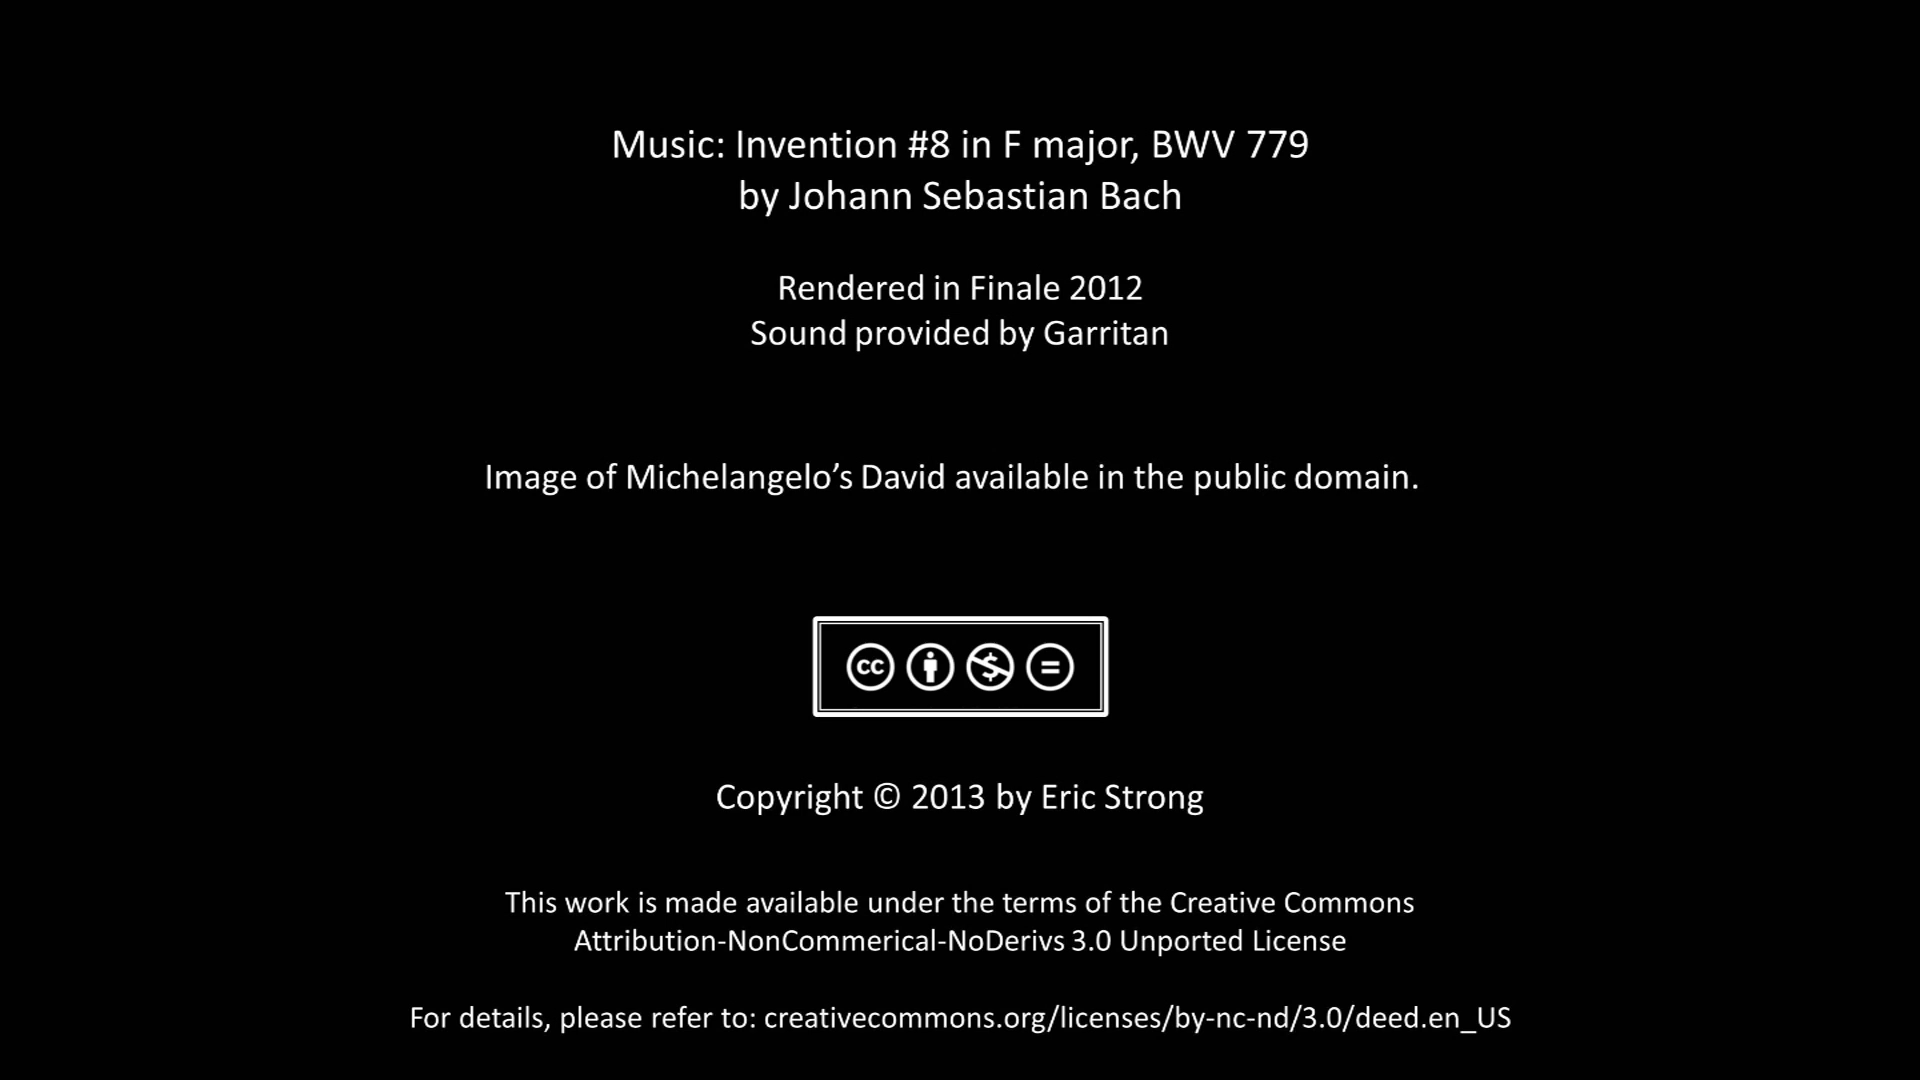 Music: Invention #8 in F major, BWV 779
by Johann Sebastian Bach
Rendered in Finale 2012
Sound provided by Garritan
Image of Michelangelo’s David available in the public domain.
cc $ =
Copyright © 2013 by Eric Strong
This work is made available under the terms of the Creative Commons
Attribution-NonCommerical-NoDerivs 3.0 Unported License
For details, please refer to: creativecommons.org/licenses/by-nc-nd/3.0/deed.en_US